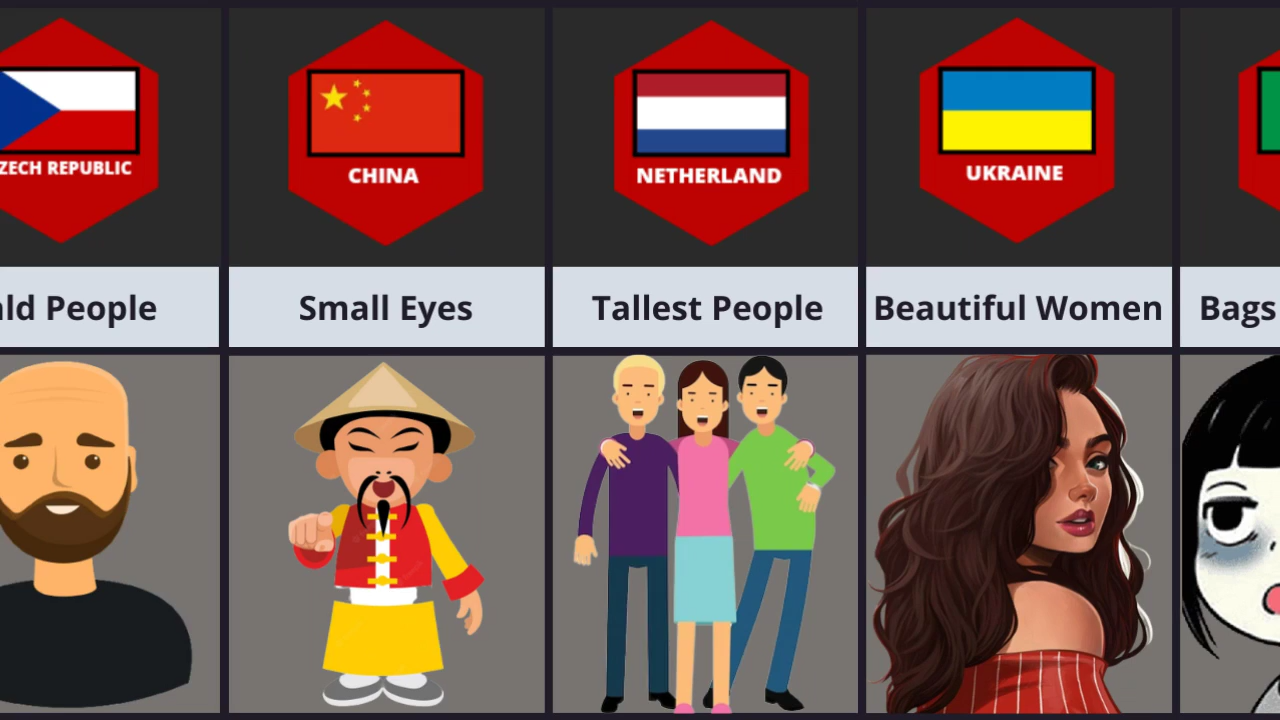 ZECH REPUBLIC
CHINA
NETHERLAND
UKRAINE
ld People
Small Eyes
Tallest People
Beautiful Women
Bags